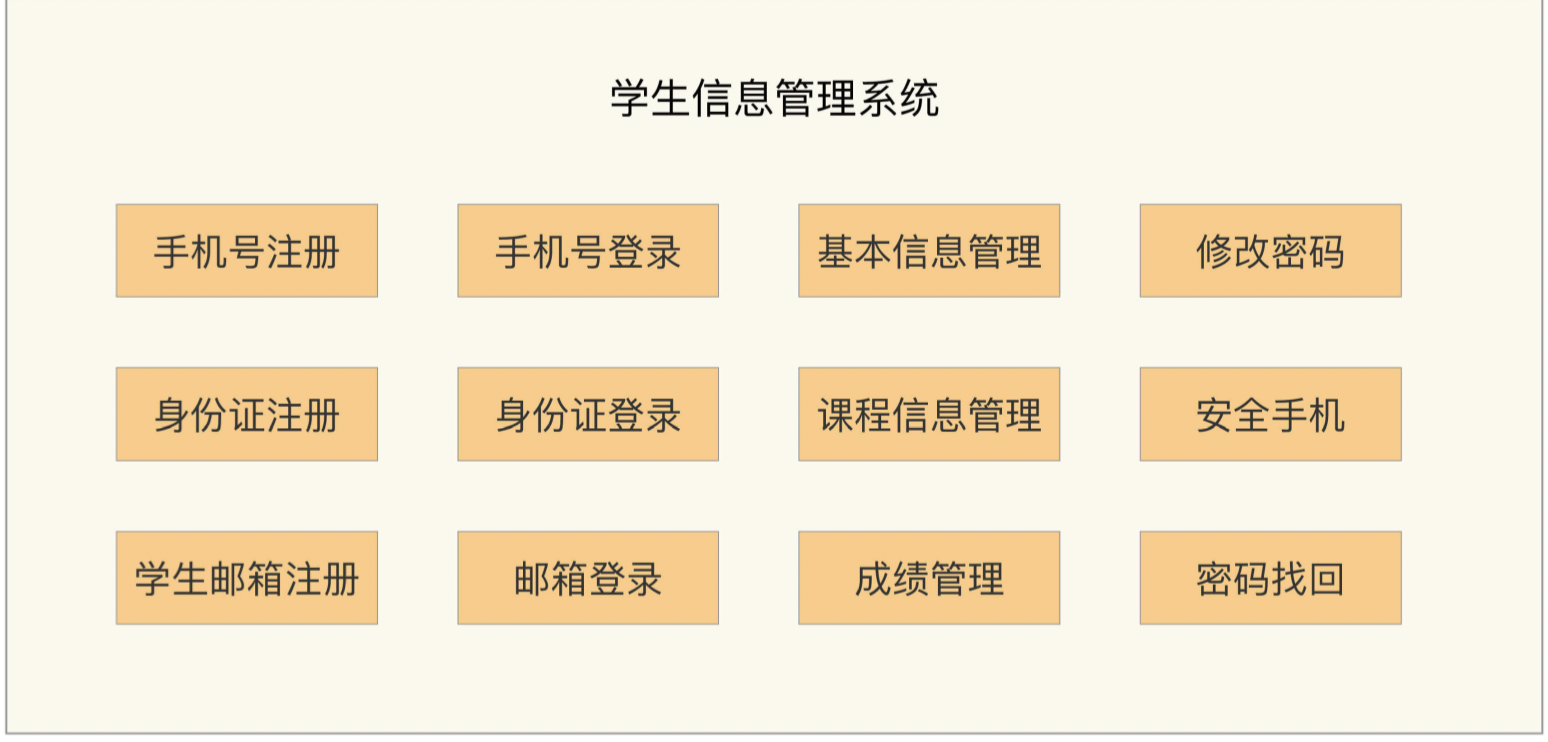 学生信息管理系统
手机号注册
手机号登录
基本信息管理
修改密码
身份证注册
身份证登录
课程信息管理
安全手机
学生邮箱注册
邮箱登录
成绩管理
密码找回